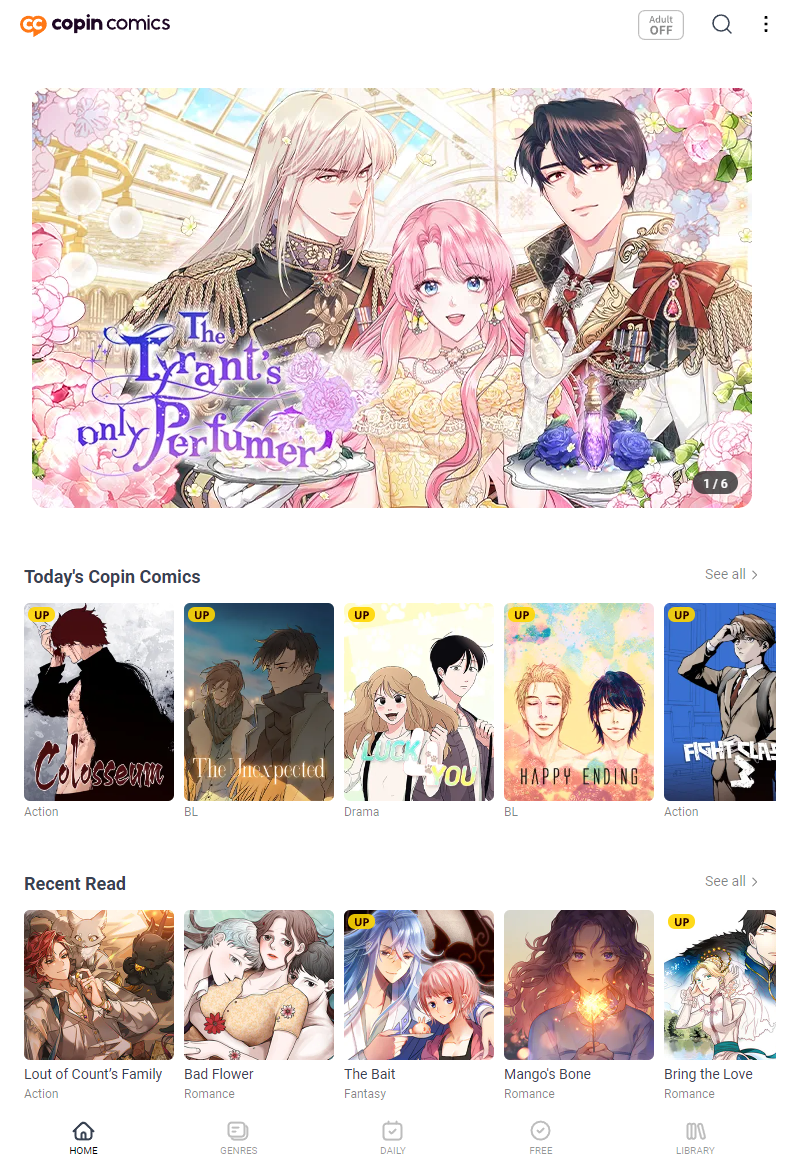 copin comics
Adult
OFF
The
Tyrant's
only Perfumer
1 / 6
Today's Copin Comics
See all
UP
UP
UP
UP
UP
Colosseum
The Unexpected
LUCK
YOU
HAPPY ENDING
FIGHT CLAS
3
Action
BL
Drama
BL
Action
Recent Read
See all
UP
UP
Lout of Count's Family
Bad Flower
The Bait
Mango's Bone
Bring the Love
Action
Romance
Fantasy
Romance
Romance
HOME
GENRES
DAILY
FREE
LIBRARY